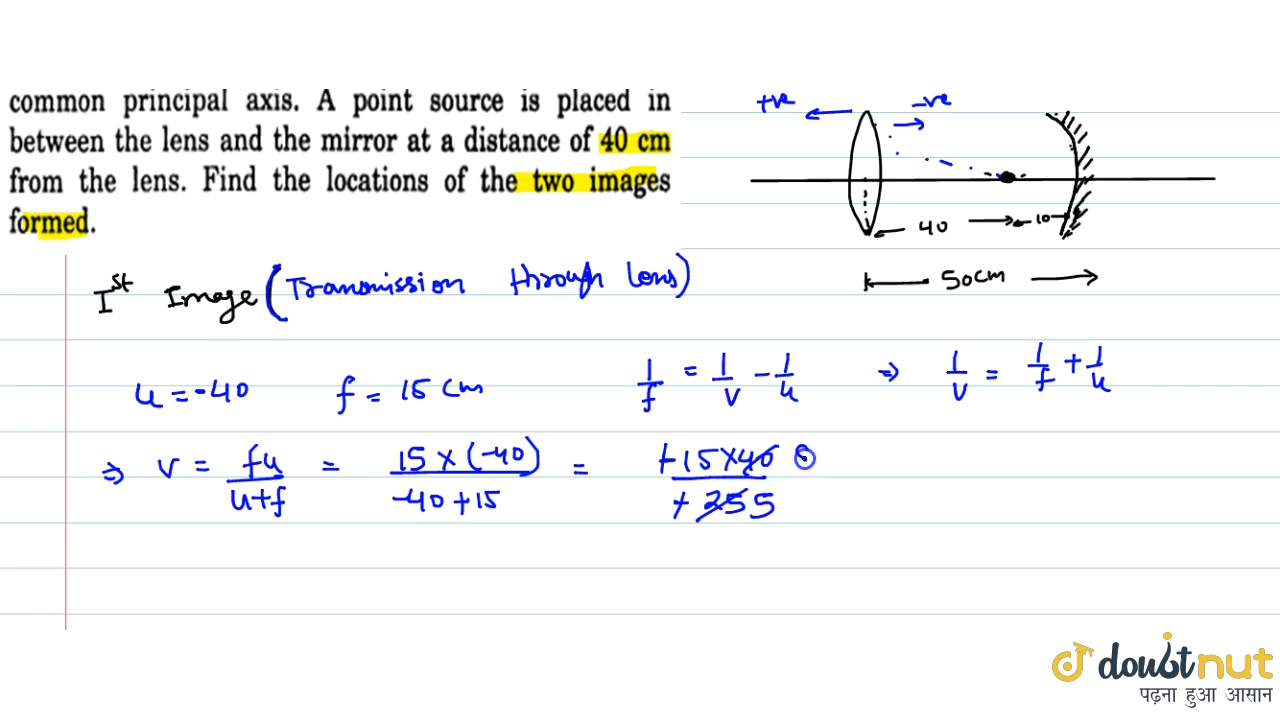 common principal axis. A point source is placed in
between the lens and the mirror at a distance of 40 cm
from the lens. Find the locations of the two images
formed.
+ve -ve
40 10
50cm
Ist Image (Transmission through lens)
u = -40 f = 15 cm 1/f = 1/v - 1/u ⇒ 1/v = 1/f + 1/u
⇒ v = fu/u+f = 15 × (-40)/-40+15 = +15×40 8/+25 5
doubtnut
पढ़ना हुआ आसान